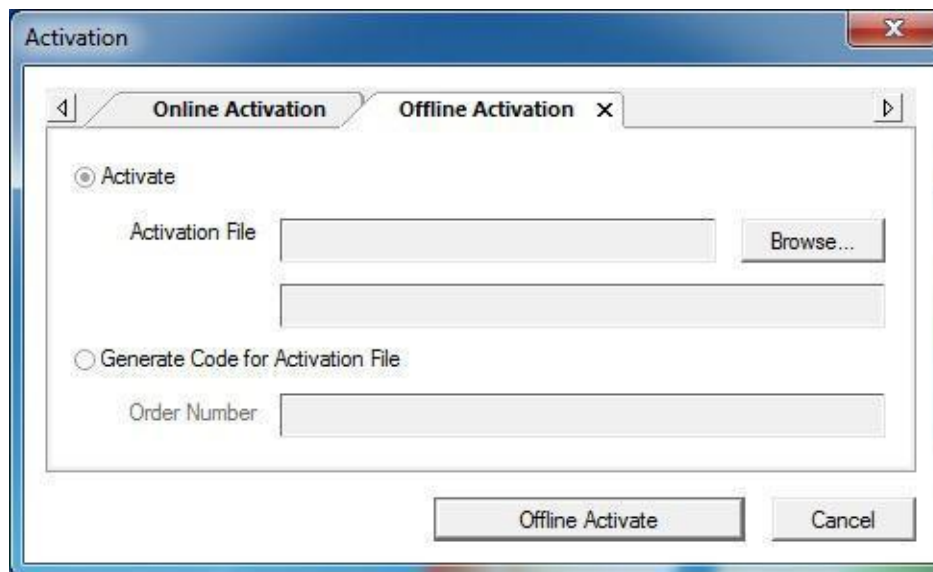 Activation
Online Activation Offline Activation
Activate
Activation File Browse...
Generate Code for Activation File
Order Number
Offline Activate Cancel